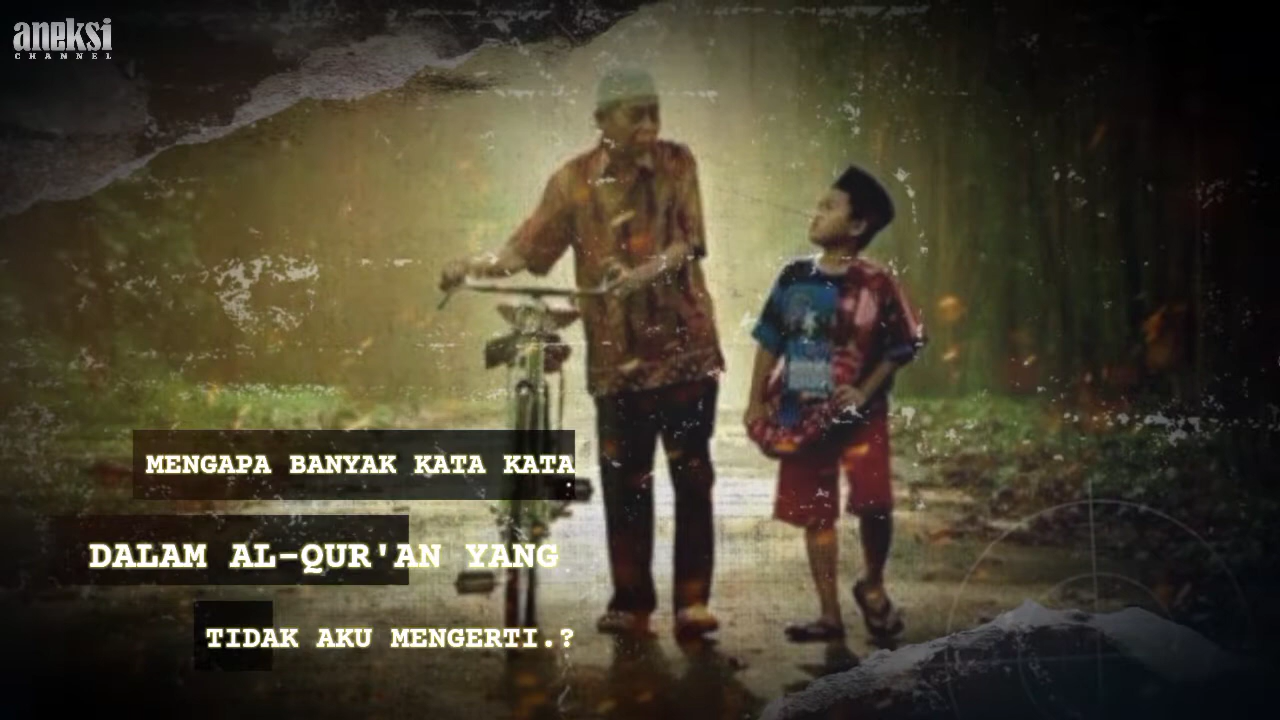 aneksi
CHANNEL
MENGAPA BANYAK KATA KATA
DALAM AL-QUR'AN YANG
TIDAK AKU MENGERTI.?